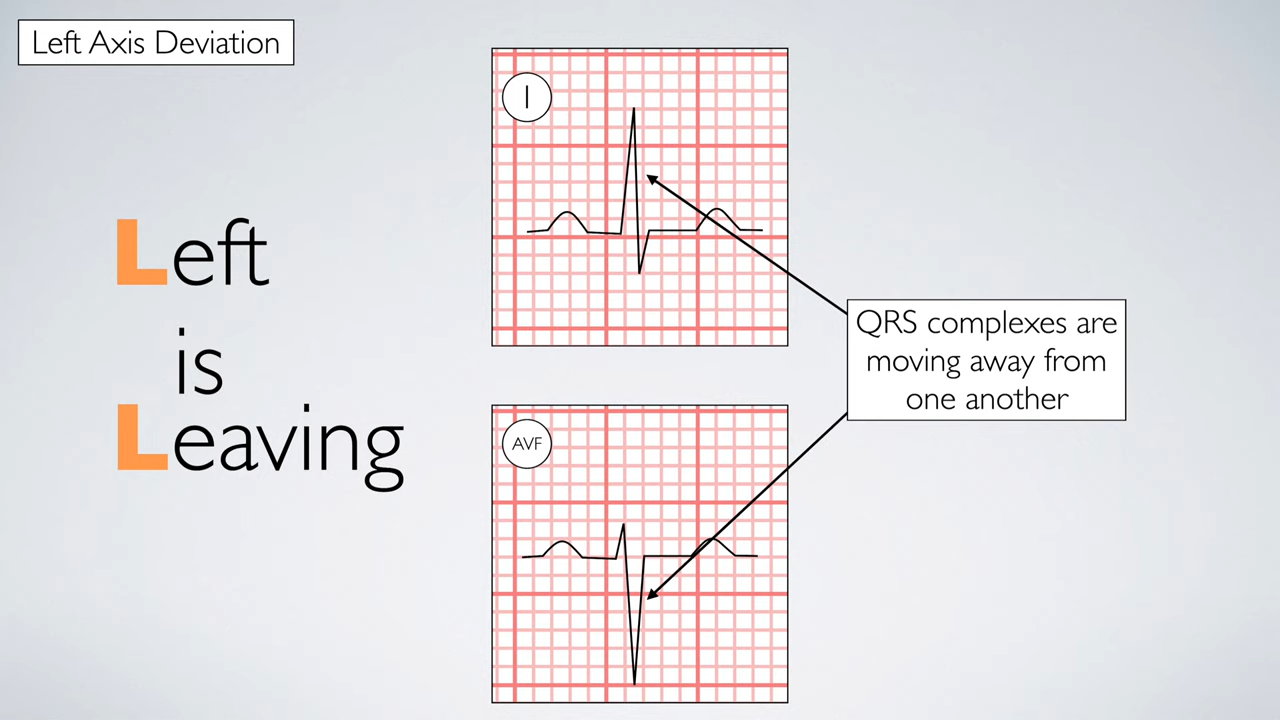 Left Axis Deviation
I
Left
is
Leaving
QRS complexes are
moving away from
one another
AVF